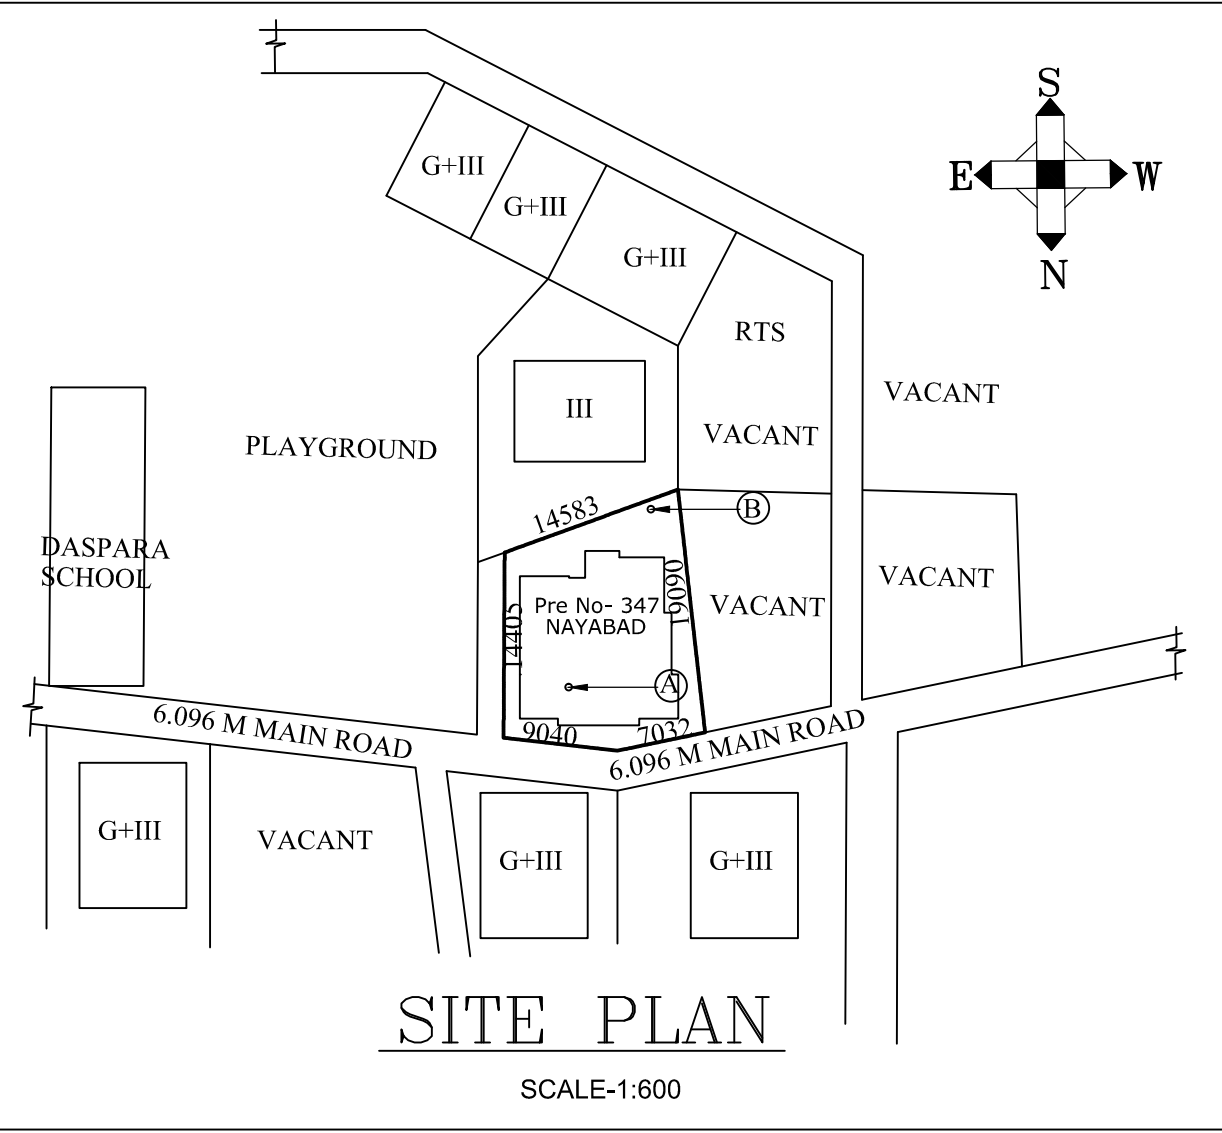 S
E
W
N
G+III
G+III
G+III
RTS
VACANT
VACANT
III
PLAYGROUND
14583
B
DASPARA
SCHOOL
14405
Pre No- 347
NAYABAD
19090
VACANT
VACANT
A
9040
7032
6.096 M MAIN ROAD
6.096 M MAIN ROAD
G+III
VACANT
G+III
G+III
SITE PLAN
SCALE-1:600